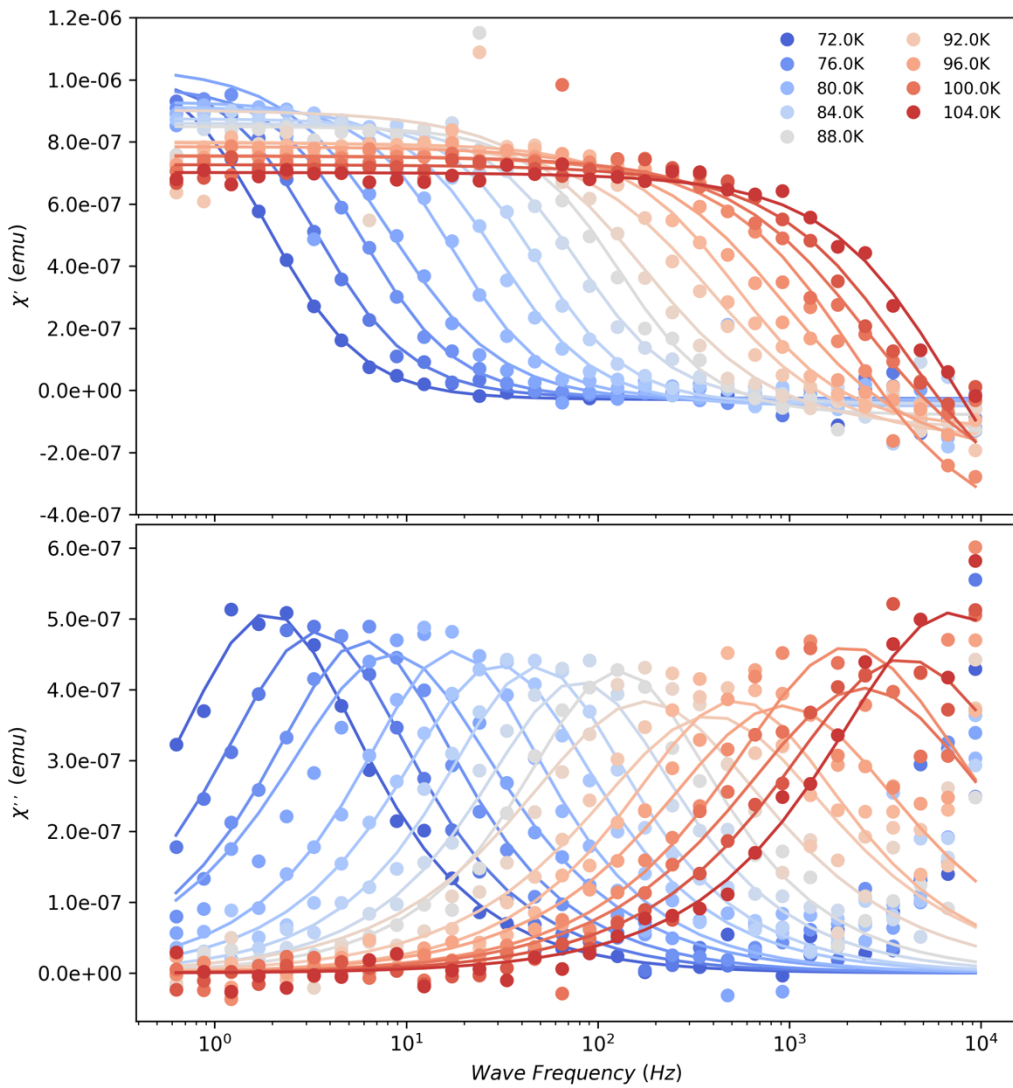 1.2e-06
1.0e-06
8.0e-07
6.0e-07
4.0e-07
2.0e-07
0.0e+00
-2.0e-07
-4.0e-07
χ′ (emu)
72.0K
76.0K
80.0K
84.0K
88.0K
92.0K
96.0K
100.0K
104.0K
6.0e-07
5.0e-07
4.0e-07
3.0e-07
2.0e-07
1.0e-07
0.0e+00
χ′′ (emu)
10⁰ 10¹ 10² 10³ 10⁴
Wave Frequency (Hz)